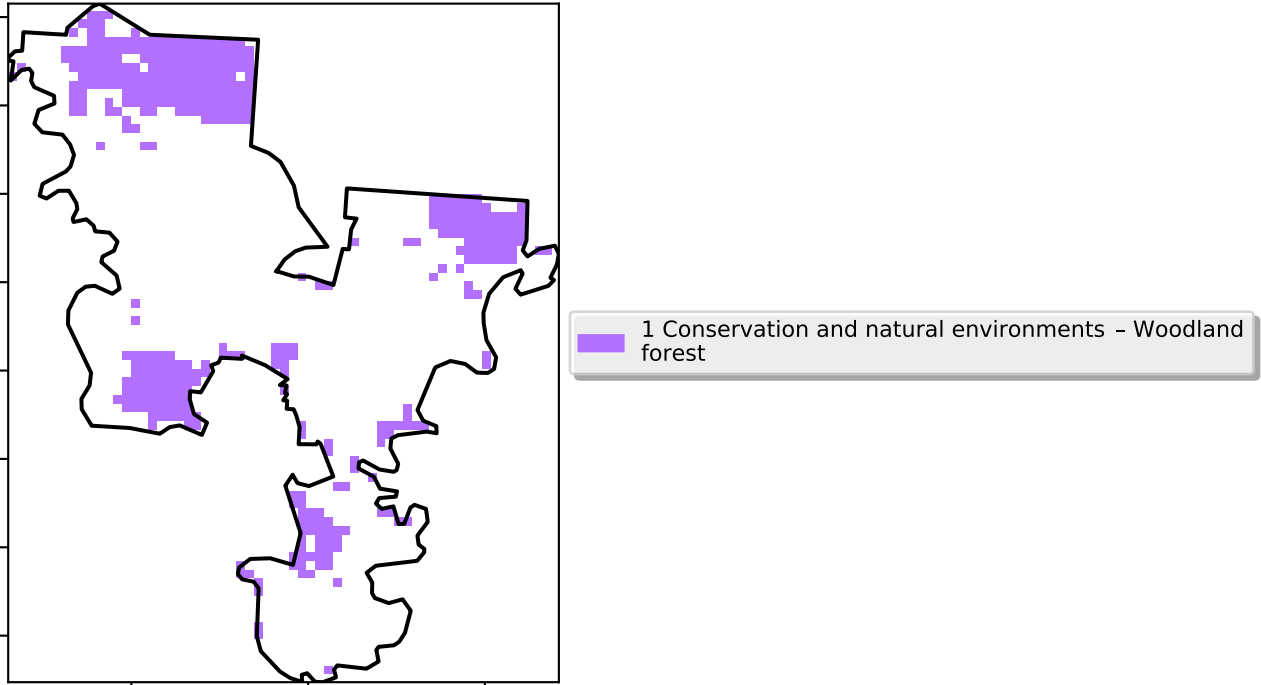 1 Conservation and natural environments – Woodland
forest